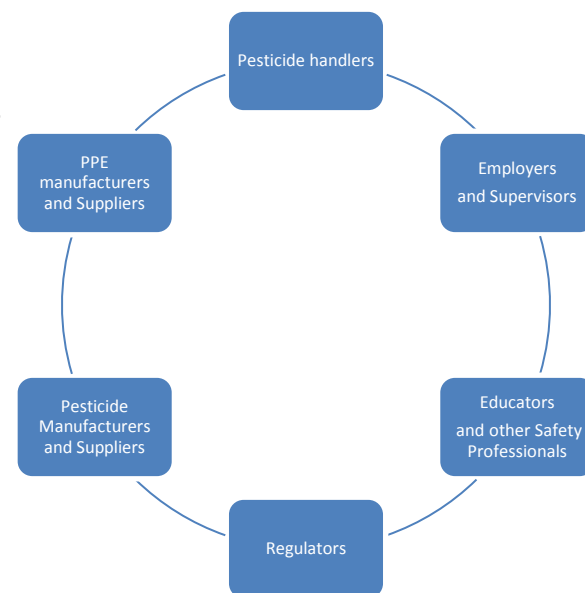 Pesticide handlers
Employers
and Supervisors
Educators
and other Safety
Professionals
Regulators
Pesticide
Manufacturers
and Suppliers
PPE
manufacturers
and Suppliers